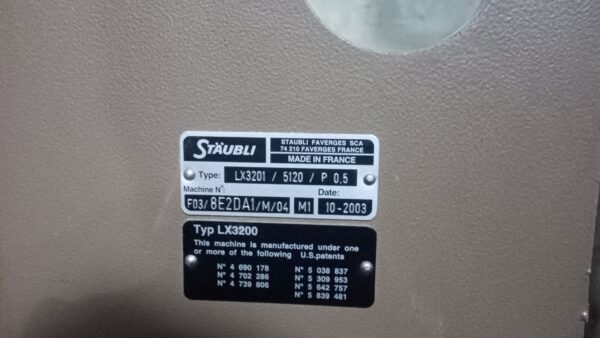 STÄUBLI
STAUBLI FAVERGES SCA
74 210 FAVERGES FRANCE
MADE IN FRANCE
Type: LX3201 / 5120 / P 0,5
Machine N°: Date:
F03/8E2DA1/M/04 M1 10-2003
Typ LX3200
This machine is manufactured under one
or more of the following U.S.patents
N° 4 690 178 N° 5 038 837
N° 4 702 286 N° 5 309 953
N° 4 739 806 N° 5 642 757
N° 5 839 481